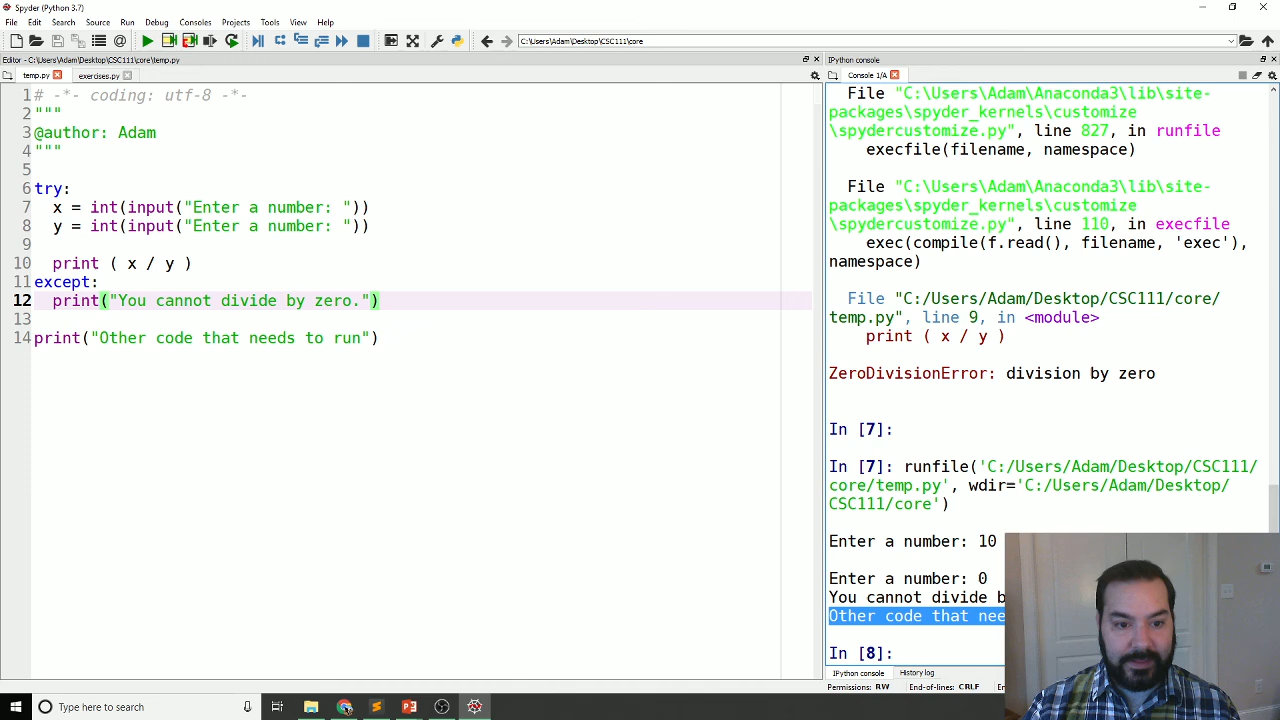 Spyder (Python 3.7)
File Edit Search Source Run Debug Consoles Projects Tools View Help
C:\Users\Adam\Desktop\CSC111\core
Editor - C:\Users\Adam\Desktop\CSC111\core\temp.py
temp.py exercises.py
1 # -*- coding: utf-8 -*-
2 """
3 @author: Adam
4 """
5
6 try:
7 x = int(input("Enter a number: "))
8 y = int(input("Enter a number: "))
9
10 print ( x / y )
11 except:
12 print("You cannot divide by zero.")
13
14 print("Other code that needs to run")
IPython console
Console 1/A
File "C:\Users\Adam\Anaconda3\lib\site-
packages\spyder_kernels\customize
\spydercustomize.py", line 827, in runfile
execfile(filename, namespace)
File "C:\Users\Adam\Anaconda3\lib\site-
packages\spyder_kernels\customize
\spydercustomize.py", line 110, in execfile
exec(compile(f.read(), filename, 'exec'),
namespace)
File "C:/Users/Adam/Desktop/CSC111/core/
temp.py", line 9, in <module>
print ( x / y )
ZeroDivisionError: division by zero
In [7]:
In [7]: runfile('C:/Users/Adam/Desktop/CSC111/
core/temp.py', wdir='C:/Users/Adam/Desktop/
CSC111/core')
Enter a number: 10
Enter a number: 0
You cannot divide b
Other code that nee
In [8]:
IPython console History log
Permissions: RW End-of-lines: CRLF En
Type here to search